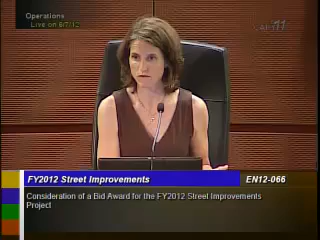 Operations
Live on 8/7/12
FY2012 Street Improvements
EN12-066
Consideration of a Bid Award for the FY2012 Street Improvements
Project